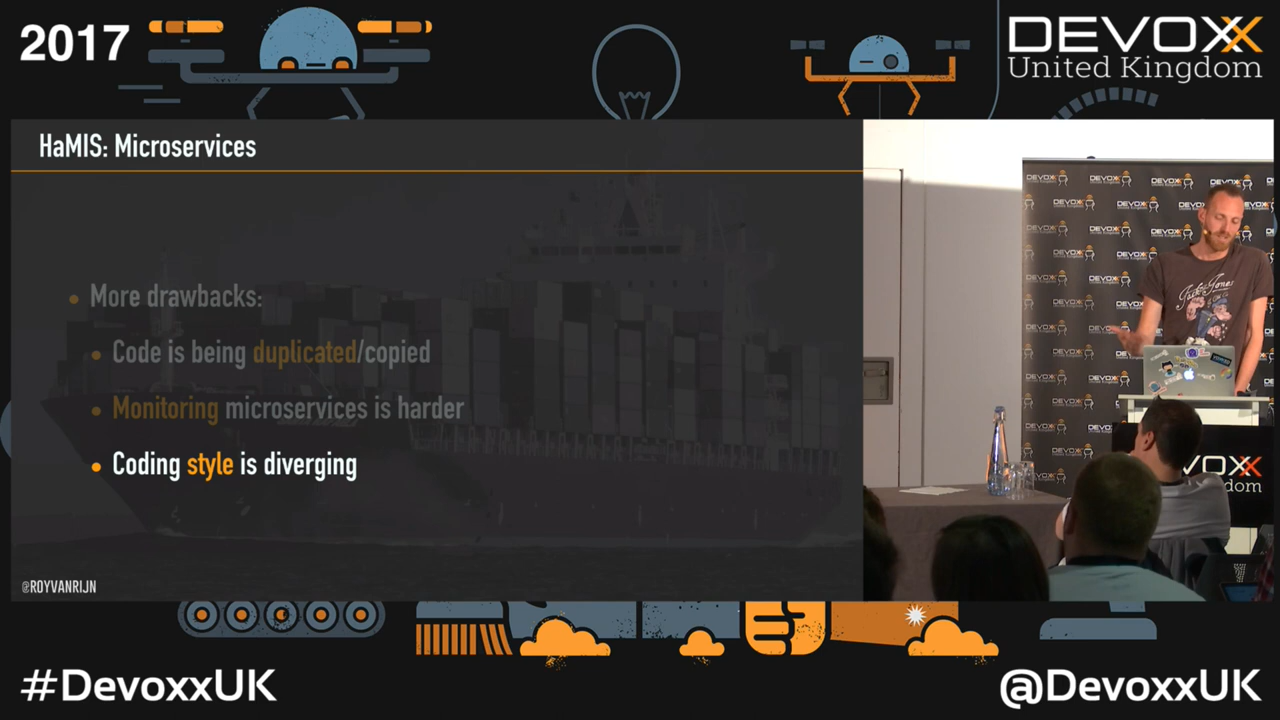 2017
DEVOXX
United Kingdom
HaMIS: Microservices
More drawbacks:
Code is being duplicated/copied
Monitoring microservices is harder
Coding style is diverging
@ROYVANRIJN
#DevoxxUK
@DevoxxUK